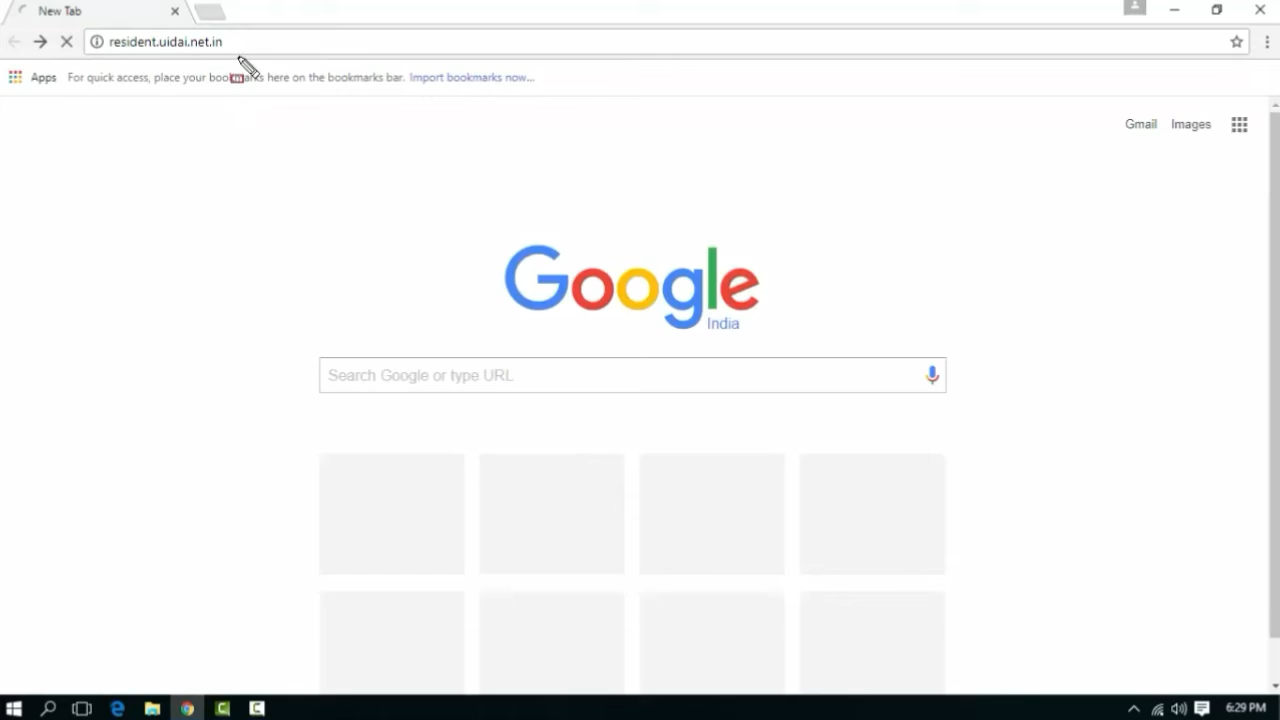 New Tab
resident.uidai.net.in
Apps For quick access, place your bookmarks here on the bookmarks bar. Import bookmarks now...
Gmail Images
Google
India
Search Google or type URL
6:29 PM